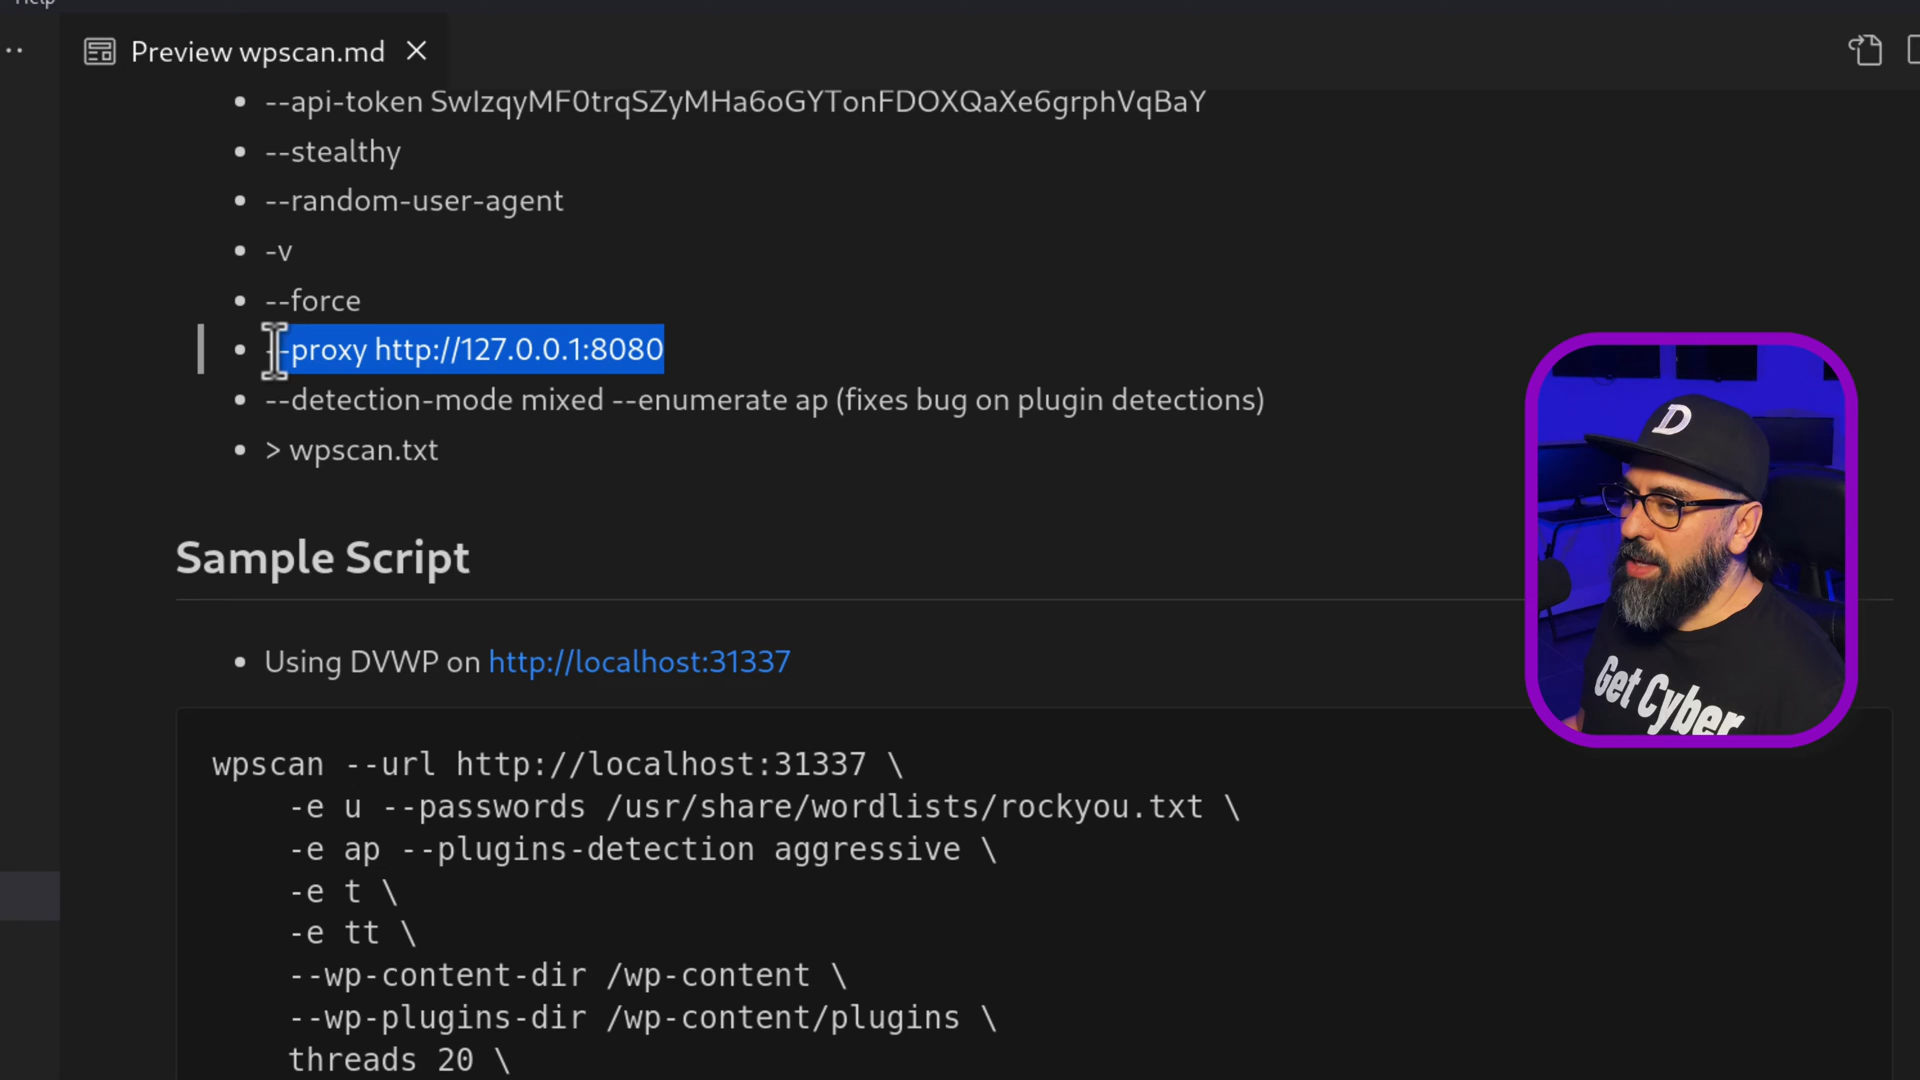 Help
Preview wpscan.md
--api-token SwIzqyMF0trqSZyMHa6oGYTonFDOXQaXe6grphVqBaY
--stealthy
--random-user-agent
-v
--force
--proxy http://127.0.0.1:8080
--detection-mode mixed --enumerate ap (fixes bug on plugin detections)
> wpscan.txt
Sample Script
Using DVWP on http://localhost:31337
wpscan --url http://localhost:31337 \
-e u --passwords /usr/share/wordlists/rockyou.txt \
-e ap --plugins-detection aggressive \
-e t \
-e tt \
--wp-content-dir /wp-content \
--wp-plugins-dir /wp-content/plugins \
threads 20 \
D
Get Cyber